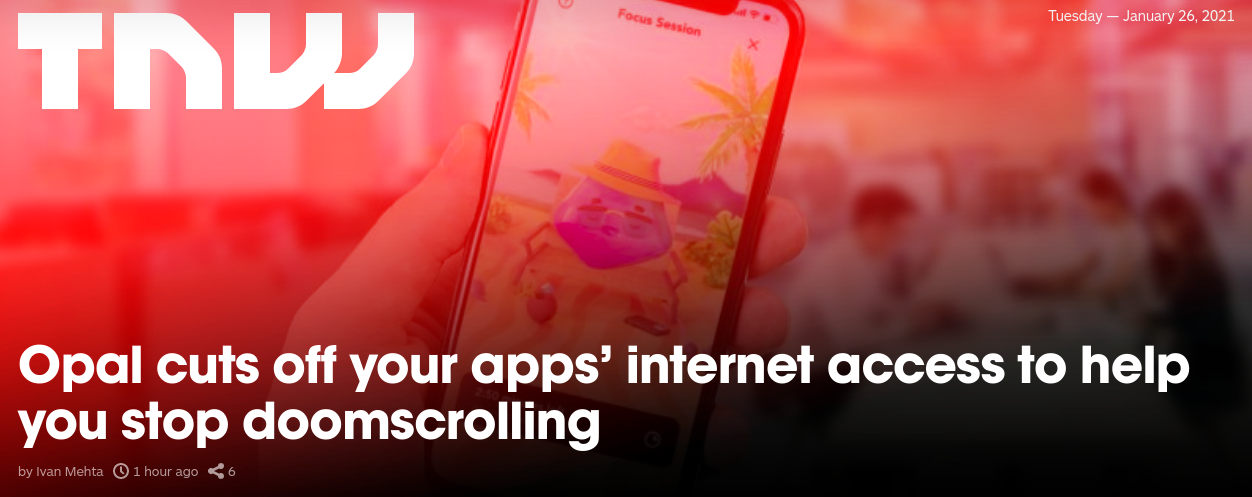 TNW
Tuesday — January 26, 2021
Focus Session
Opal cuts off your apps’ internet access to help
you stop doomscrolling
by Ivan Mehta 1 hour ago 6